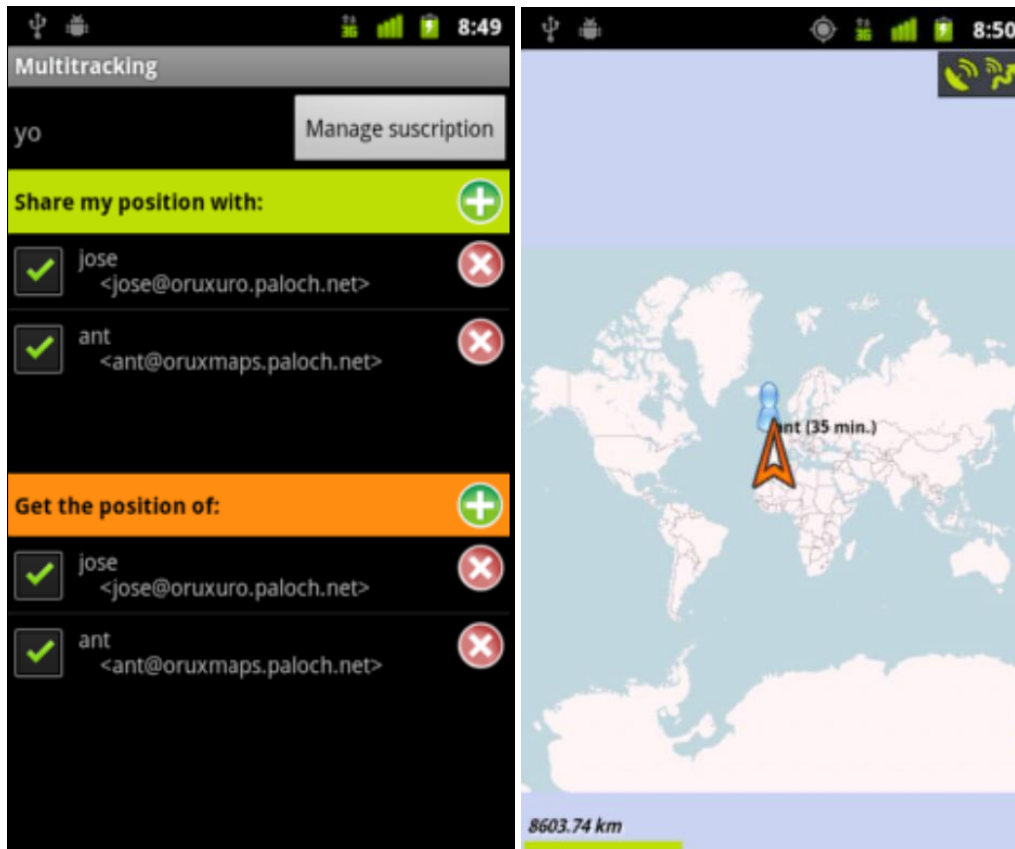 3G 8:49
Multitracking
yo
Manage suscription
Share my position with:
jose
<jose@oruxuro.paloch.net>
ant
<ant@oruxmaps.paloch.net>
Get the position of:
jose
<jose@oruxuro.paloch.net>
ant
<ant@oruxmaps.paloch.net>
3G 8:50
ant (35 min.)
8603.74 km